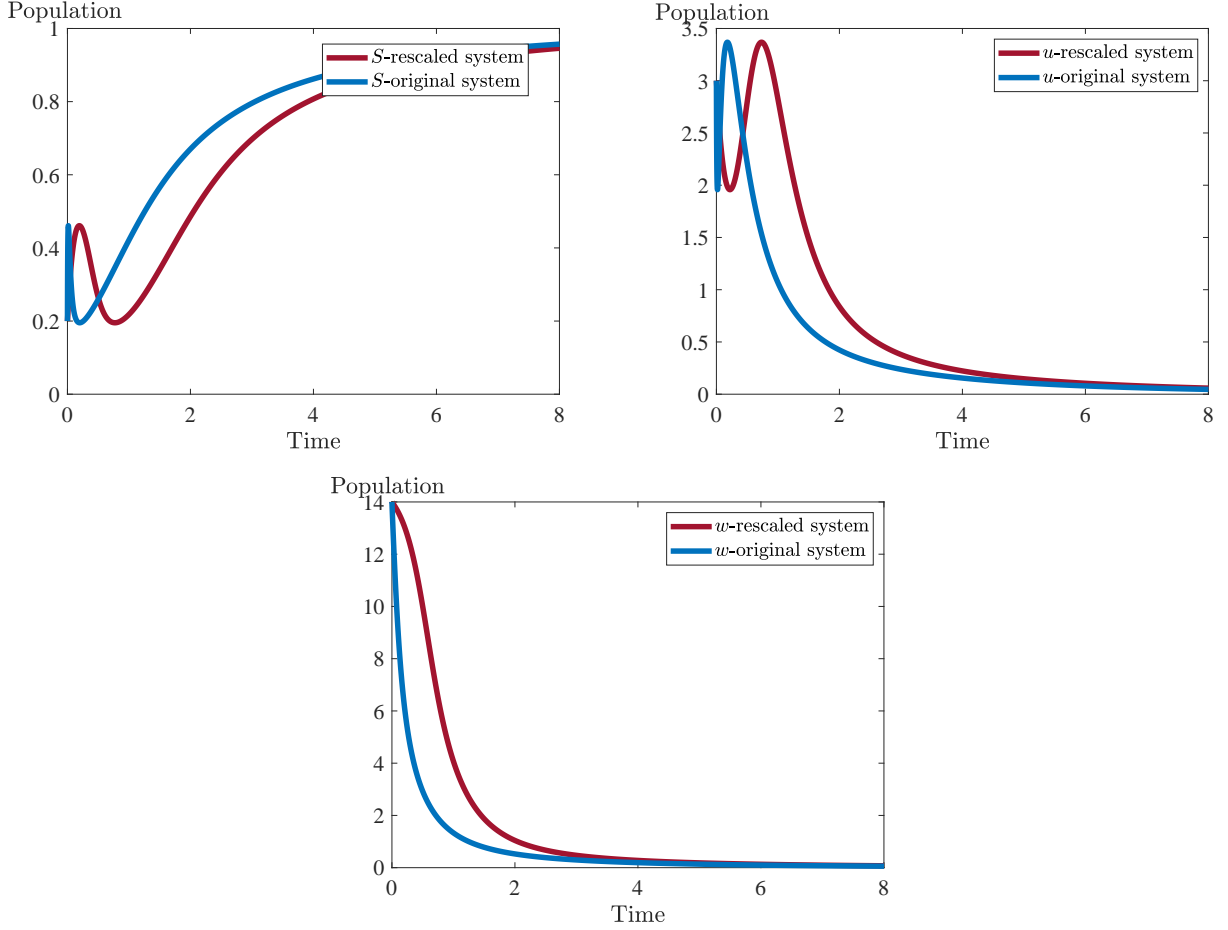 Population
1
0.8
0.6
0.4
0.2
0
0 2 4 6 8
Time
S-rescaled system
S-original system
Population
3.5
3
2.5
2
1.5
1
0.5
0
0 2 4 6 8
Time
u-rescaled system
u-original system
Population
14
12
10
8
6
4
2
0
0 2 4 6 8
Time
w-rescaled system
w-original system